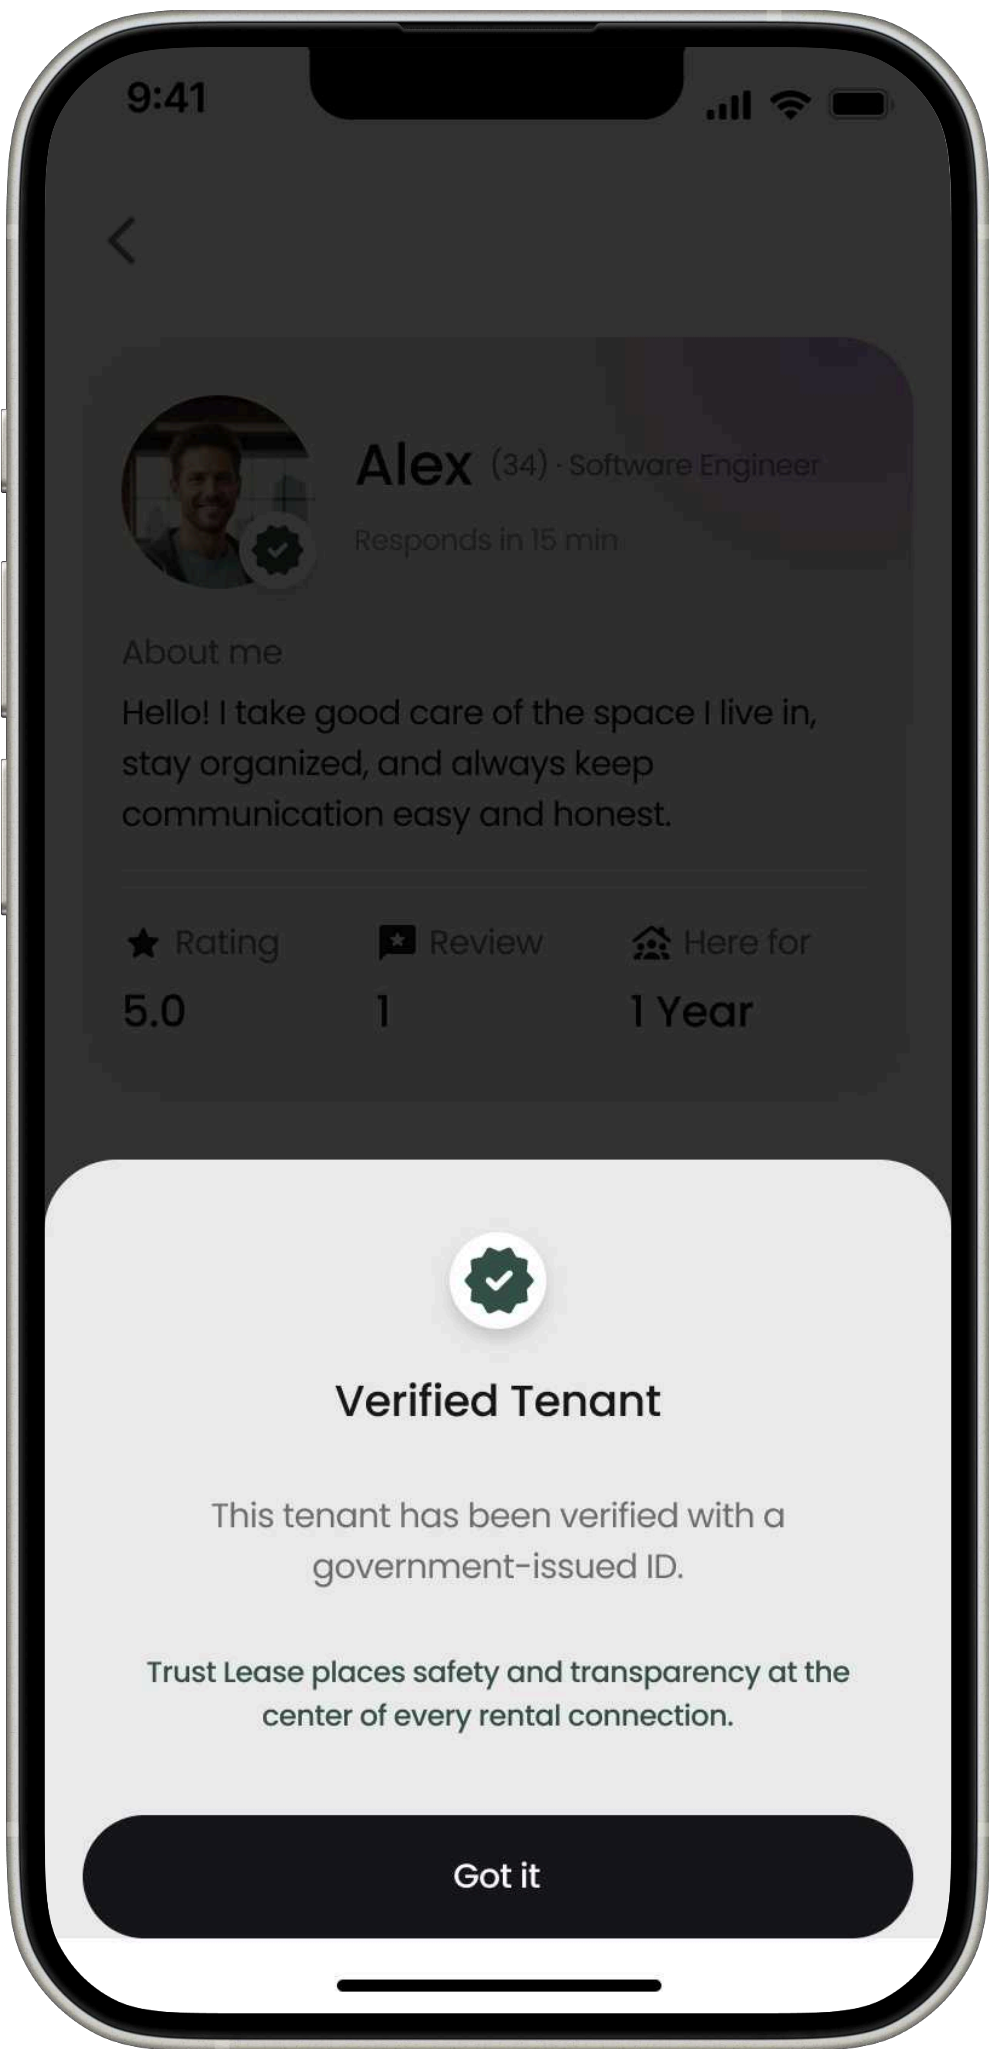 9:41
Alex (34) · Software Engineer
Responds in 15 min
About me
Hello! I take good care of the space I live in,
stay organized, and always keep
communication easy and honest.
Rating
Review
Here for
5.0
1
1 Year
Verified Tenant
This tenant has been verified with a
government-issued ID.
Trust Lease places safety and transparency at the
center of every rental connection.
Got it